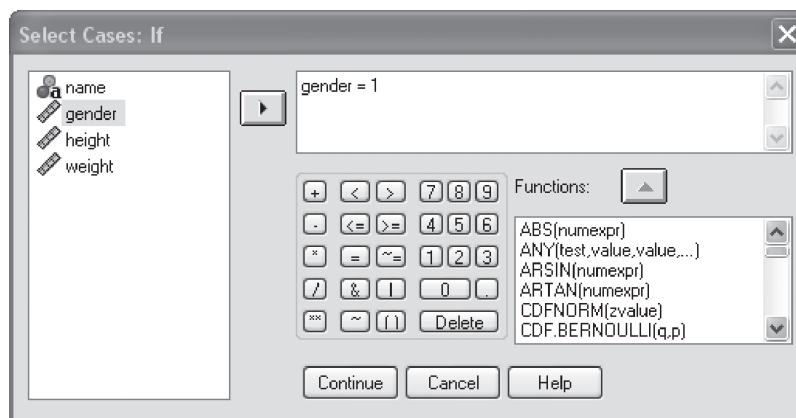 Select Cases: If
name
gender
height
weight
gender = 1
+ < > 7 8 9
- <= >= 4 5 6
* = ~= 1 2 3
/ & | 0 .
** ~ ( ) Delete
Functions:
ABS(numexpr)
ANY(test,value,value,...)
ARSIN(numexpr)
ARTAN(numexpr)
CDFNORM(zvalue)
CDF.BERNOULLI(q,p)
Continue Cancel Help